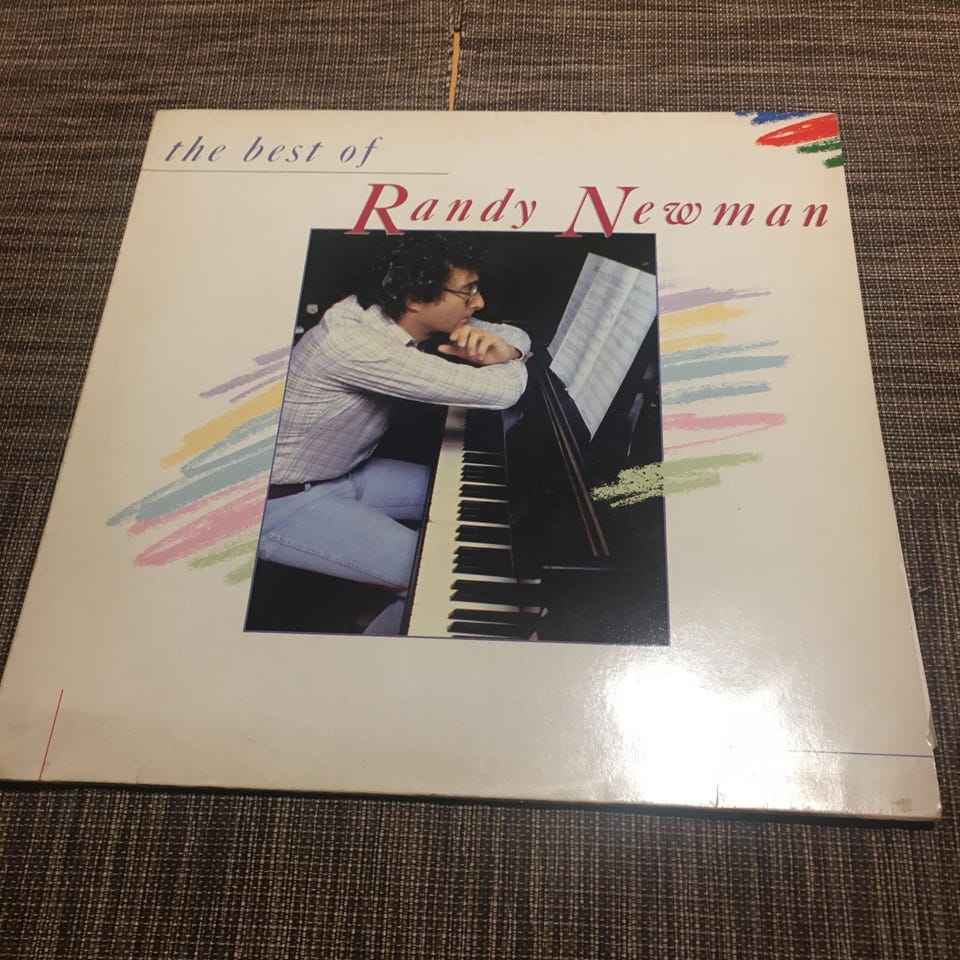 the best of
Randy Newman